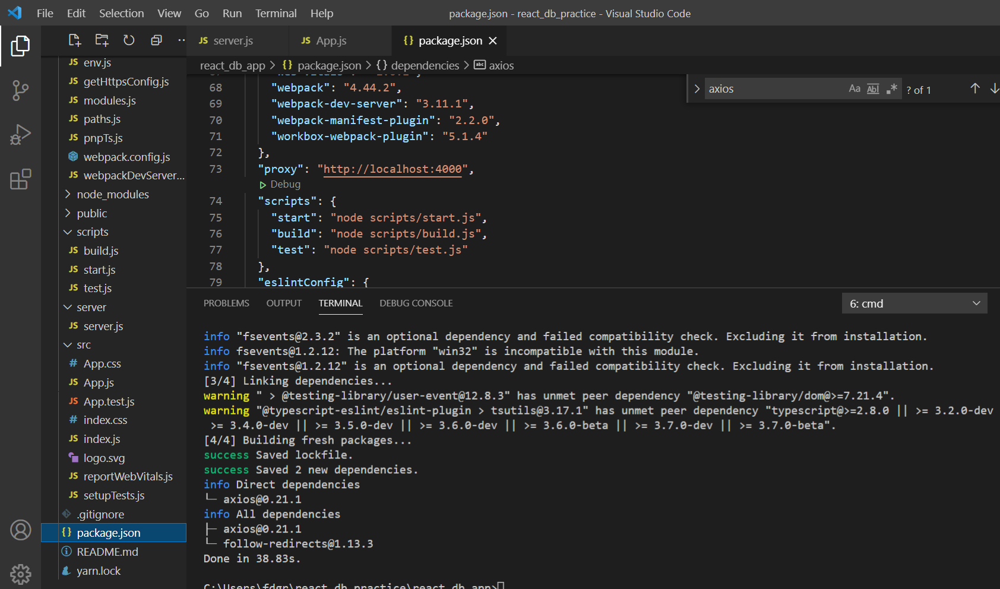 File Edit Selection View Go Run Terminal Help
package.json - react_db_practice - Visual Studio Code
JS env.js
JS getHttpsConfig.js
JS modules.js
JS paths.js
JS pnpTs.js
webpack.config.js
JS webpackDevServer...
node_modules
public
scripts
JS build.js
JS start.js
JS test.js
server
JS server.js
src
# App.css
JS App.js
JS App.test.js
# index.css
JS index.js
logo.svg
JS reportWebVitals.js
JS setupTests.js
.gitignore
{} package.json
README.md
yarn.lock
JS server.js JS App.js {} package.json
react_db_app > {} package.json > {} dependencies > abc axios
axios Aa Abl .* ? of 1
68 "webpack": "4.44.2",
69 "webpack-dev-server": "3.11.1",
70 "webpack-manifest-plugin": "2.2.0",
71 "workbox-webpack-plugin": "5.1.4"
72 },
73 "proxy": "http://localhost:4000",
Debug
74 "scripts": {
75 "start": "node scripts/start.js",
76 "build": "node scripts/build.js",
77 "test": "node scripts/test.js"
78 },
79 "eslintConfig": {
PROBLEMS OUTPUT TERMINAL DEBUG CONSOLE 6: cmd
info "fsevents@2.3.2" is an optional dependency and failed compatibility check. Excluding it from installation.
info fsevents@1.2.12: The platform "win32" is incompatible with this module.
info "fsevents@1.2.12" is an optional dependency and failed compatibility check. Excluding it from installation.
[3/4] Linking dependencies...
warning " > @testing-library/user-event@12.8.3" has unmet peer dependency "@testing-library/dom@>=7.21.4".
warning "@typescript-eslint/eslint-plugin > tsutils@3.17.1" has unmet peer dependency "typescript@>=2.8.0 || >= 3.2.0-dev
>= 3.4.0-dev || >= 3.5.0-dev || >= 3.6.0-dev || >= 3.6.0-beta || >= 3.7.0-dev || >= 3.7.0-beta".
[4/4] Building fresh packages...
success Saved lockfile.
success Saved 2 new dependencies.
info Direct dependencies
└─ axios@0.21.1
info All dependencies
├─ axios@0.21.1
└─ follow-redirects@1.13.3
Done in 38.83s.
C:\Users\fdgr\react_db_practice\react_db_app>